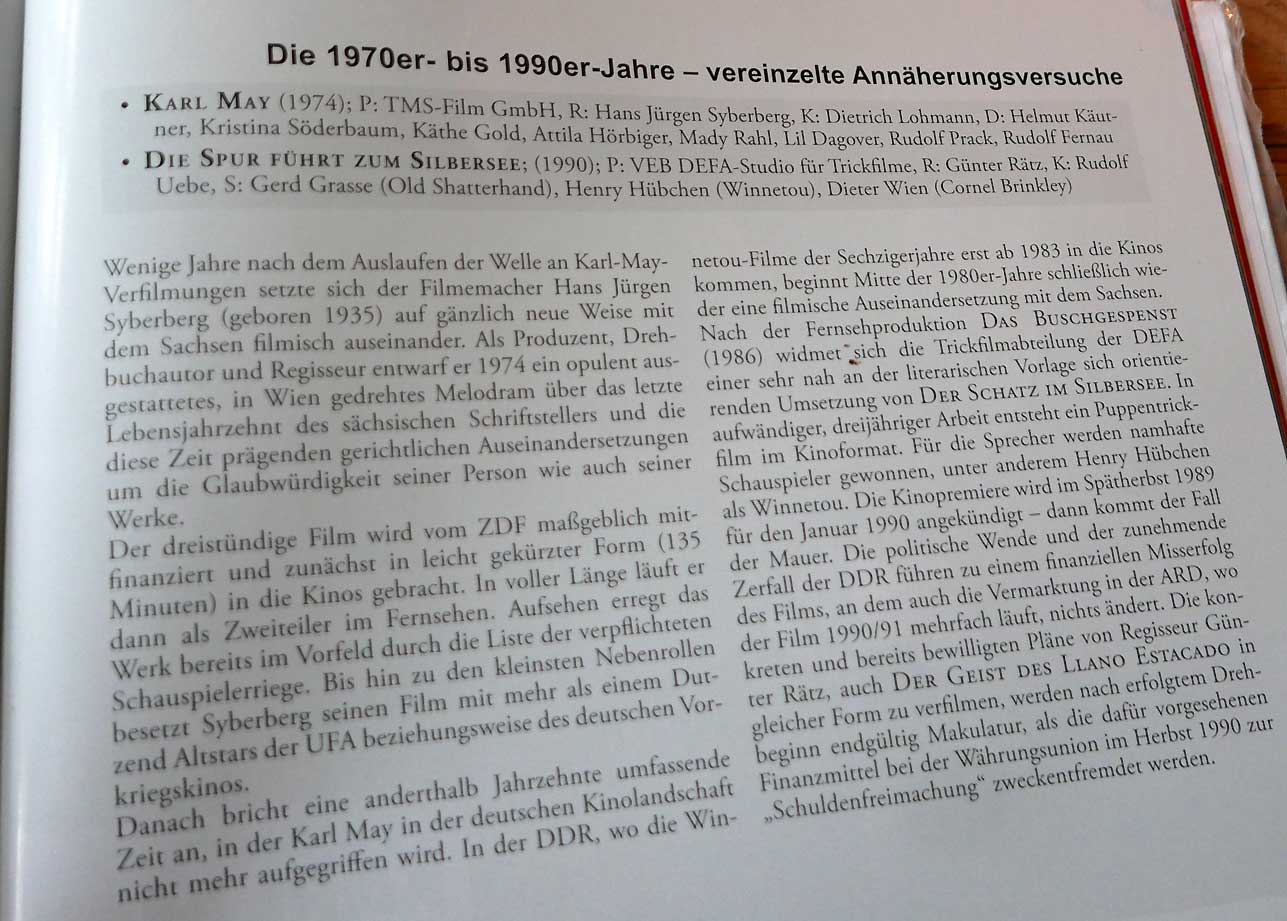 Die 1970er- bis 1990er-Jahre – vereinzelte Annäherungsversuche
• KARL MAY (1974); P: TMS-Film GmbH, R: Hans Jürgen Syberberg, K: Dietrich Lohmann, D: Helmut Käut-
ner, Kristina Söderbaum, Käthe Gold, Attila Hörbiger, Mady Rahl, Lil Dagover, Rudolf Prack, Rudolf Fernau
• DIE SPUR FÜHRT ZUM SILBERSEE; (1990); P: VEB DEFA-Studio für Trickfilme, R: Günter Rätz, K: Rudolf
Uebe, S: Gerd Grasse (Old Shatterhand), Henry Hübchen (Winnetou), Dieter Wien (Cornel Brinkley)
Wenige Jahre nach dem Auslaufen der Welle an Karl-May-
Verfilmungen setzte sich der Filmemacher Hans Jürgen
Syberberg (geboren 1935) auf gänzlich neue Weise mit
dem Sachsen filmisch auseinander. Als Produzent, Dreh-
buchautor und Regisseur entwarf er 1974 ein opulent aus-
gestattetes, in Wien gedrehtes Melodram über das letzte
Lebensjahrzehnt des sächsischen Schriftstellers und die
diese Zeit prägenden gerichtlichen Auseinandersetzungen
um die Glaubwürdigkeit seiner Person wie auch seiner
Werke.
Der dreistündige Film wird vom ZDF maßgeblich mit-
finanziert und zunächst in leicht gekürzter Form (135
Minuten) in die Kinos gebracht. In voller Länge läuft er
dann als Zweiteiler im Fernsehen. Aufsehen erregt das
Werk bereits im Vorfeld durch die Liste der verpflichteten
Schauspielerriege. Bis hin zu den kleinsten Nebenrollen
besetzt Syberberg seinen Film mit mehr als einem Dut-
zend Altstars der UFA beziehungsweise des deutschen Vor-
kriegskinos.
Danach bricht eine anderthalb Jahrzehnte umfassende
Zeit an, in der Karl May in der deutschen Kinolandschaft
nicht mehr aufgegriffen wird. In der DDR, wo die Win-
netou-Filme der Sechzigerjahre erst ab 1983 in die Kinos
kommen, beginnt Mitte der 1980er-Jahre schließlich wie-
der eine filmische Auseinandersetzung mit dem Sachsen.
Nach der Fernsehproduktion DAS BUSCHGESPENST
(1986) widmet sich die Trickfilmabteilung der DEFA
einer sehr nah an der literarischen Vorlage sich orientie-
renden Umsetzung von DER SCHATZ IM SILBERSEE. In
aufwändiger, dreijähriger Arbeit entsteht ein Puppentrick-
film im Kinoformat. Für die Sprecher werden namhafte
Schauspieler gewonnen, unter anderem Henry Hübchen
als Winnetou. Die Kinopremiere wird im Spätherbst 1989
für den Januar 1990 angekündigt – dann kommt der Fall
der Mauer. Die politische Wende und der zunehmende
Zerfall der DDR führen zu einem finanziellen Misserfolg
des Films, an dem auch die Vermarktung in der ARD, wo
der Film 1990/91 mehrfach läuft, nichts ändert. Die kon-
kreten und bereits bewilligten Pläne von Regisseur Gün-
ter Rätz, auch DER GEIST DES LLANO ESTACADO in
gleicher Form zu verfilmen, werden nach erfolgtem Dreh-
beginn endgültig Makulatur, als die dafür vorgesehenen
Finanzmittel bei der Währungsunion im Herbst 1990 zur
„Schuldenfreimachung“ zweckentfremdet werden.